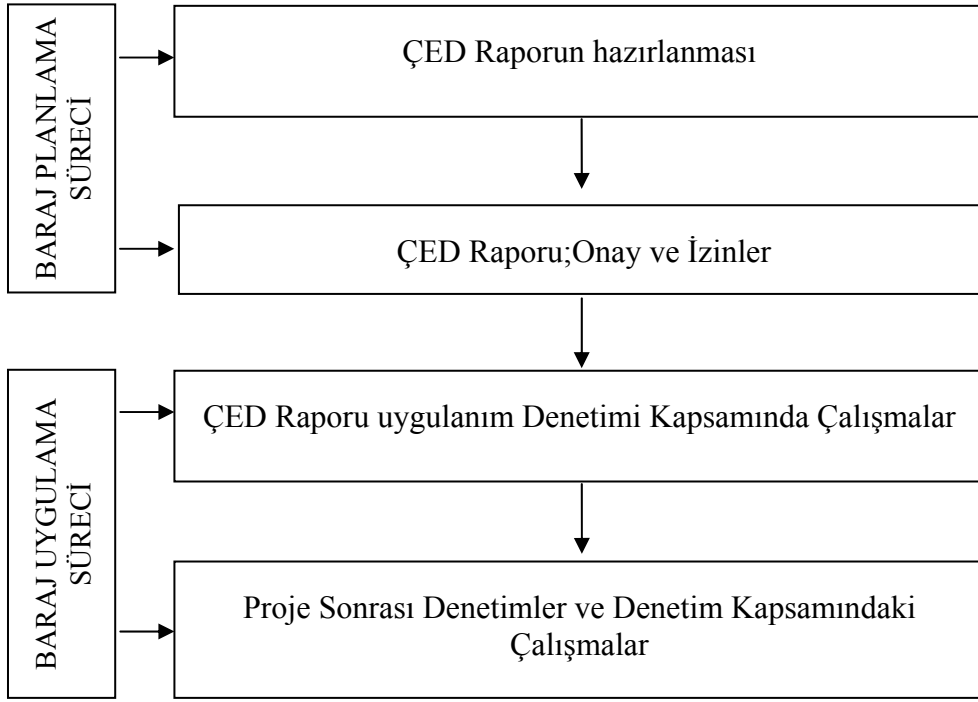 BARAJ PLANLAMA
SÜRECİ
ÇED Raporun hazırlanması
ÇED Raporu;Onay ve İzinler
BARAJ UYGULAMA
SÜRECİ
ÇED Raporu uygulanım Denetimi Kapsamında Çalışmalar
Proje Sonrası Denetimler ve Denetim Kapsamındaki
Çalışmalar